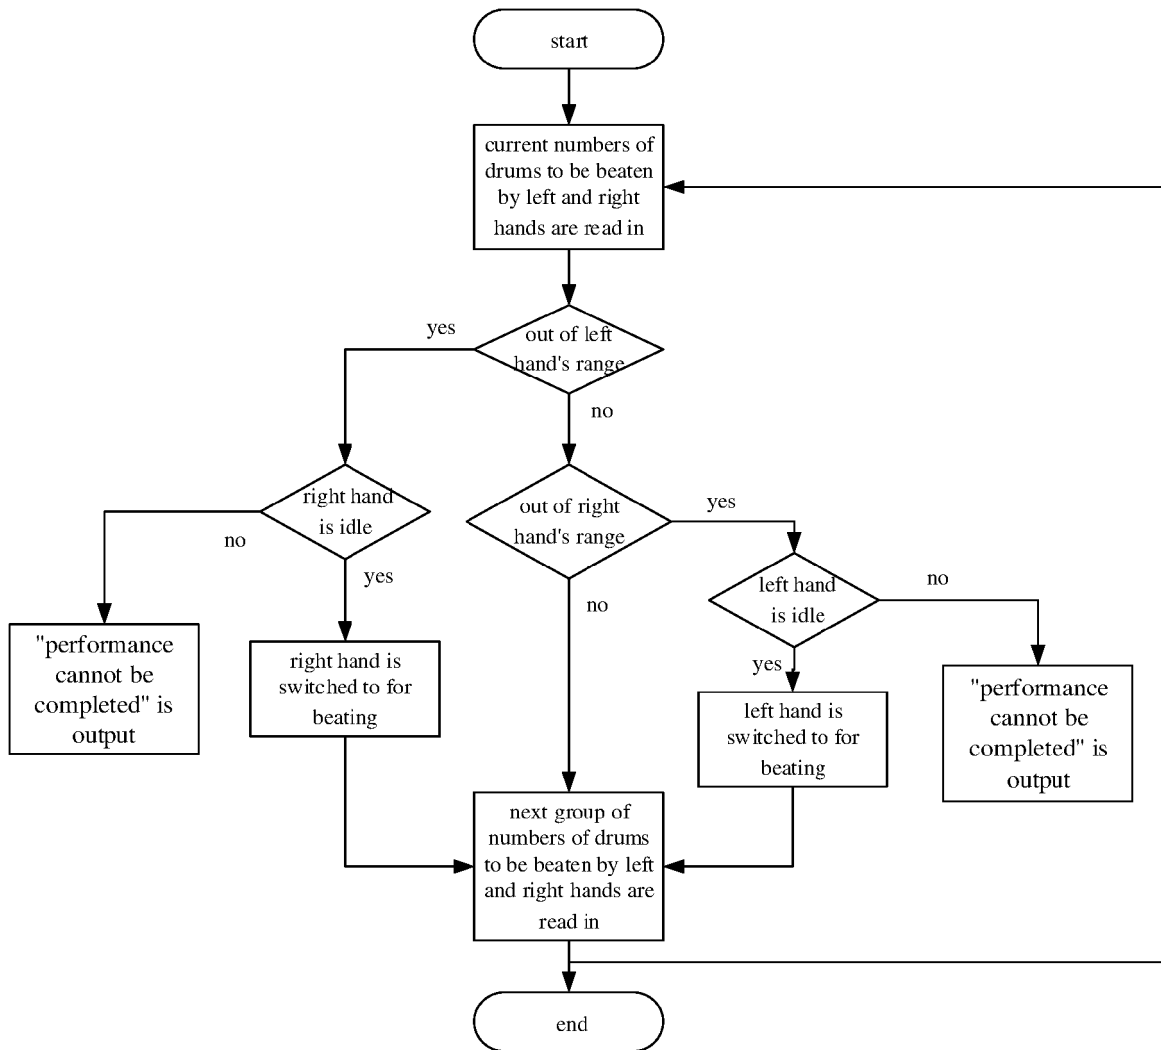 start
current numbers of
drums to be beaten
by left and right
hands are read in
yes
out of left
hand's range
no
right hand
is idle
no
yes
out of right
hand's range
yes
no
left hand
is idle
no
yes
"performance
cannot be
completed" is
output
right hand is
switched to for
beating
left hand is
switched to for
beating
"performance
cannot be
completed" is
output
next group of
numbers of drums
to be beaten by left
and right hands are
read in
end